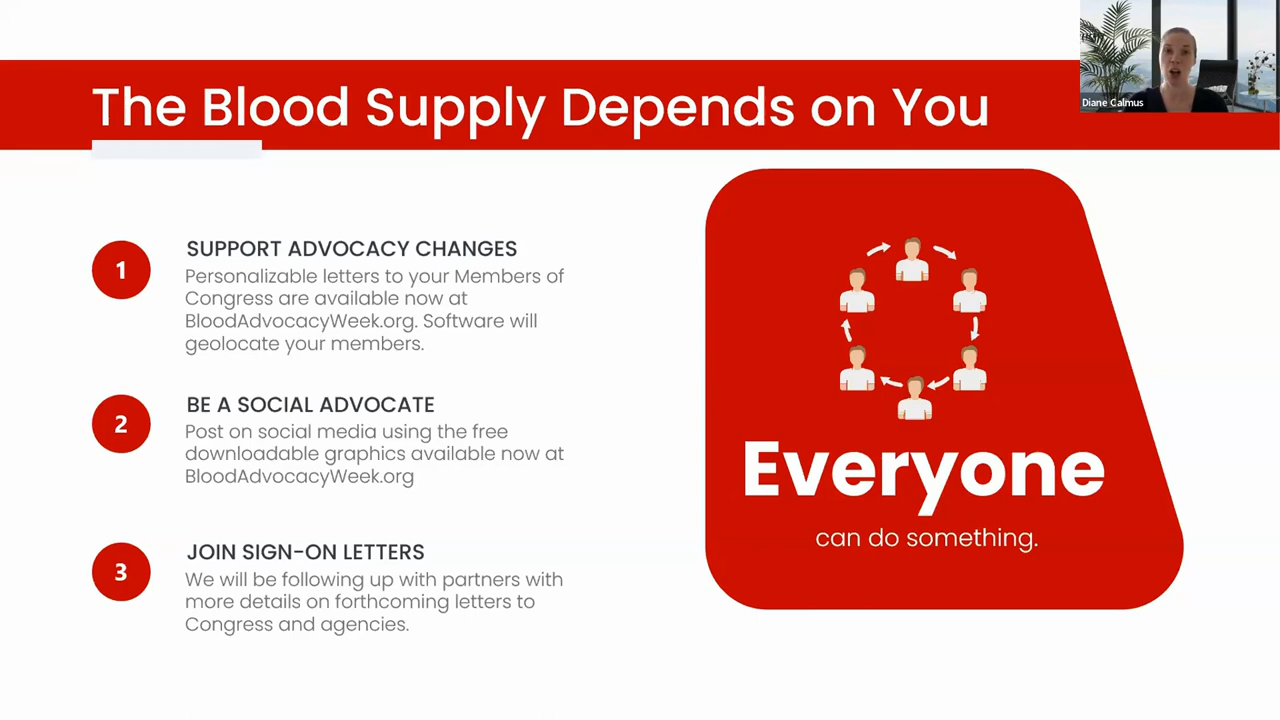 The Blood Supply Depends on You
Diane Calmus
1
SUPPORT ADVOCACY CHANGES
Personalizable letters to your Members of
Congress are available now at
BloodAdvocacyWeek.org. Software will
geolocate your members.
2
BE A SOCIAL ADVOCATE
Post on social media using the free
downloadable graphics available now at
BloodAdvocacyWeek.org
3
JOIN SIGN-ON LETTERS
We will be following up with partners with
more details on forthcoming letters to
Congress and agencies.
Everyone
can do something.